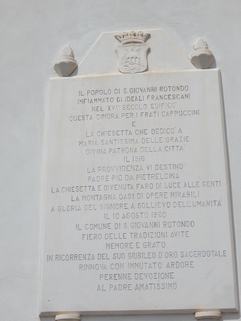 IL POPOLO DI S. GIOVANNI ROTONDO
INFIAMMATO DI IDEALI FRANCESCANI
NEL XVI° SECOLO EDIFICO'
QUESTA DIMORA PER I FRATI CAPPUCCINI
E
LA CHIESETTA CHE DEDICO' A
MARIA SANTISSIMA DELLE GRAZIE
DIVINA PATRONA DELLA CITTA'
IL 1916
LA PROVVIDENZA VI DESTINO'
PADRE PIO DA PIETRELCINA
LA CHIESETTA E' DIVENUTA FARO DI LUCE ALLE GENTI
LA MONTAGNA OASI DI OPERE MIRABILI
A GLORIA DEL SIGNORE A SOLLIEVO DELL'UMANITA'
IL 10 AGOSTO 1960
IL COMUNE DI S. GIOVANNI ROTONDO
FIERO DELLE TRADIZIONI AVITE
MEMORE E GRATO
IN RICORRENZA DEL SUO GIUBILEO D'ORO SACERDOTALE
RINNOVA CON IMMUTATO ARDORE
PERENNE DEVOZIONE
AL PADRE AMATISSIMO